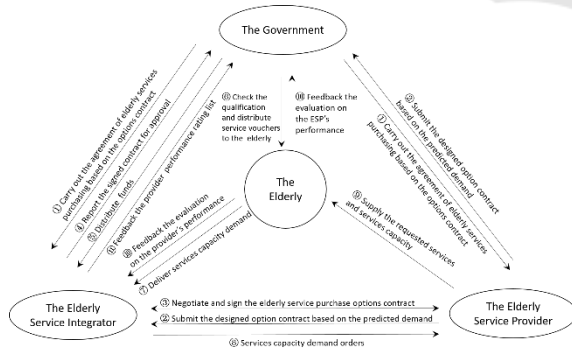 The Government
① Carry out the agreement of elderly services
purchasing based on the options contract
④ Report the signed contract for approval
⑤ Distribute funds
⑪ Feedback the provider performance rating list
⑧ Check the
qualification
and distribute
service vouchers
to the elderly
⑩ Feedback the
evaluation on
the ESP's
performance
② Submit the designed option contract
based on the predicted demand
① Carry out the agreement of elderly services
purchasing based on the options contract
The
Elderly
⑩ Feedback the evaluation
on the provider's performance
⑦ Deliver services capacity demand
⑨ Supply the requested services
and services capacity
The Elderly
Service Integrator
③ Negotiate and sign the elderly service purchase options contract
② Submit the designed option contract based on the predicted demand
⑥ Services capacity demand orders
The Elderly
Service Provider